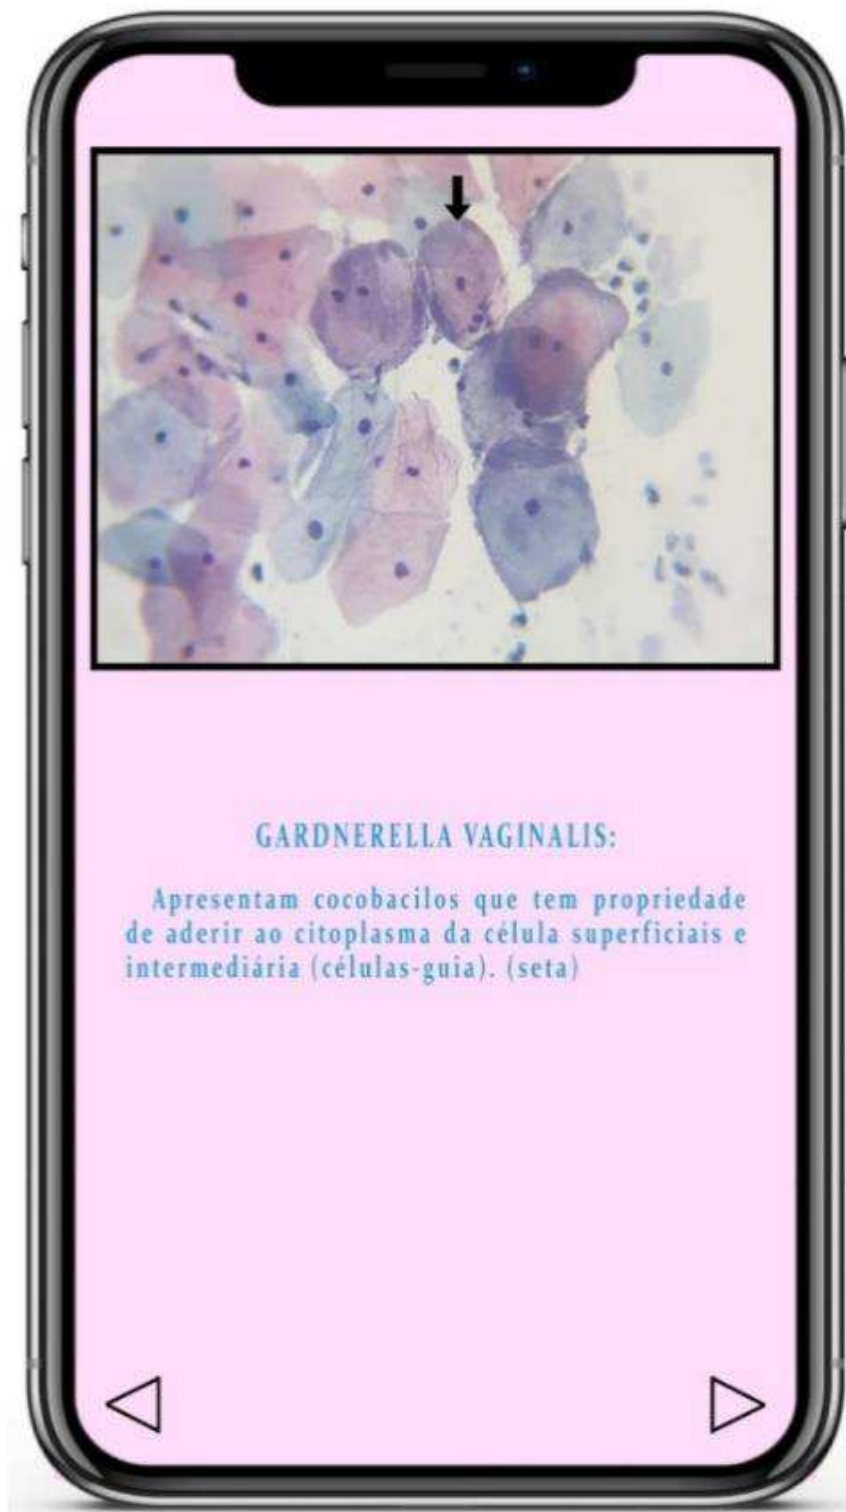 GARDNERELLA VAGINALIS:
Apresentam cocobacilos que tem propriedade
de aderir ao citoplasma da célula superficiais e
intermediária (células-guia). (seta)